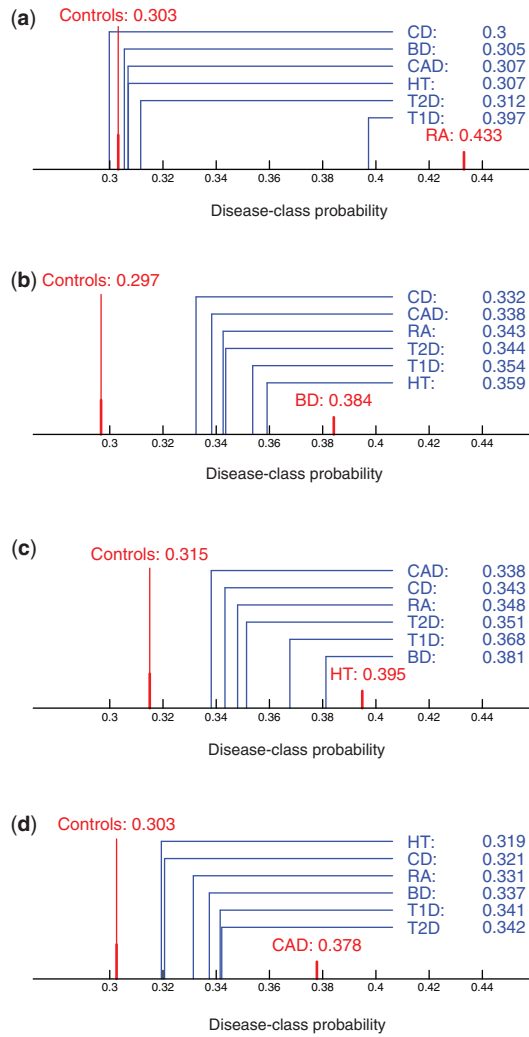 (a)
Controls: 0.303
CD: 0.3
BD: 0.305
CAD: 0.307
HT: 0.307
T2D: 0.312
T1D: 0.397
RA: 0.433
0.3 0.32 0.34 0.36 0.38 0.4 0.42 0.44
Disease-class probability
(b)
Controls: 0.297
CD: 0.332
CAD: 0.338
RA: 0.343
T2D: 0.344
T1D: 0.354
HT: 0.359
BD: 0.384
0.3 0.32 0.34 0.36 0.38 0.4 0.42 0.44
Disease-class probability
(c)
Controls: 0.315
CAD: 0.338
CD: 0.343
RA: 0.348
T2D: 0.351
T1D: 0.368
BD: 0.381
HT: 0.395
0.3 0.32 0.34 0.36 0.38 0.4 0.42 0.44
Disease-class probability
(d)
Controls: 0.303
HT: 0.319
CD: 0.321
RA: 0.331
BD: 0.337
T1D: 0.341
T2D 0.342
CAD: 0.378
0.3 0.32 0.34 0.36 0.38 0.4 0.42 0.44
Disease-class probability